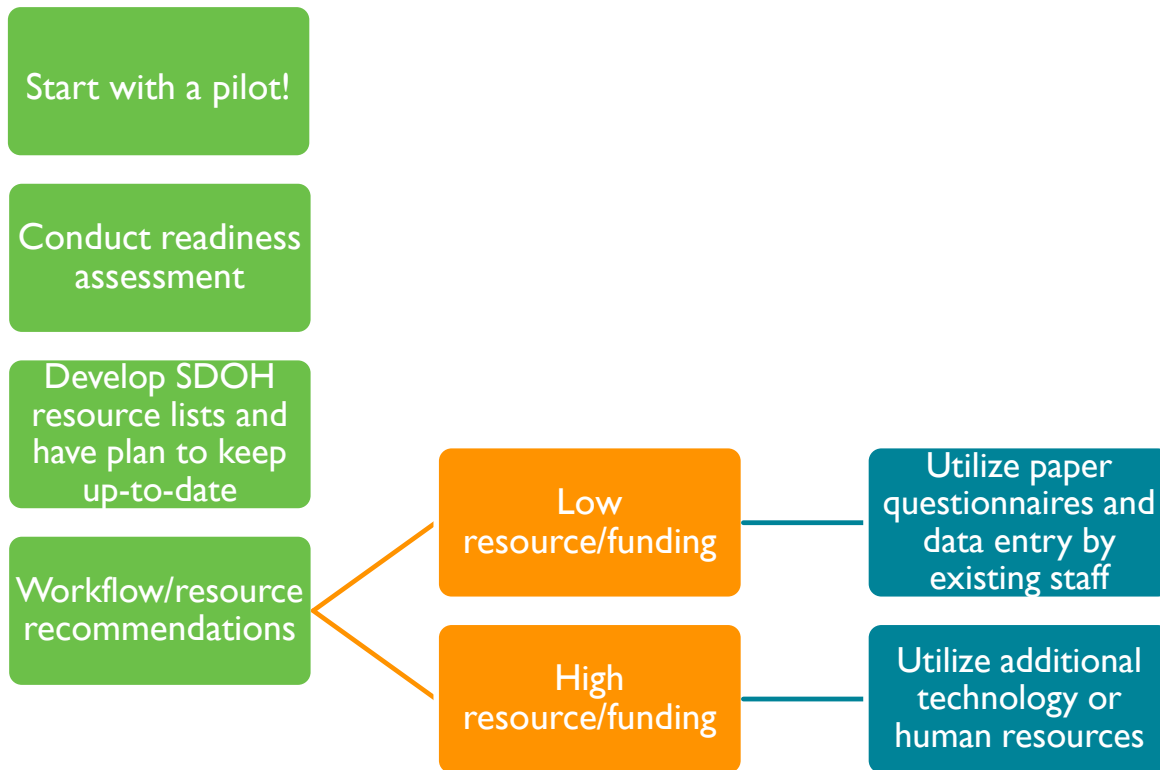 Start with a pilot!
Conduct readiness
assessment
Develop SDOH
resource lists and
have plan to keep
up-to-date
Workflow/resource
recommendations
Low
resource/funding
Utilize paper
questionnaires and
data entry by
existing staff
High
resource/funding
Utilize additional
technology or
human resources